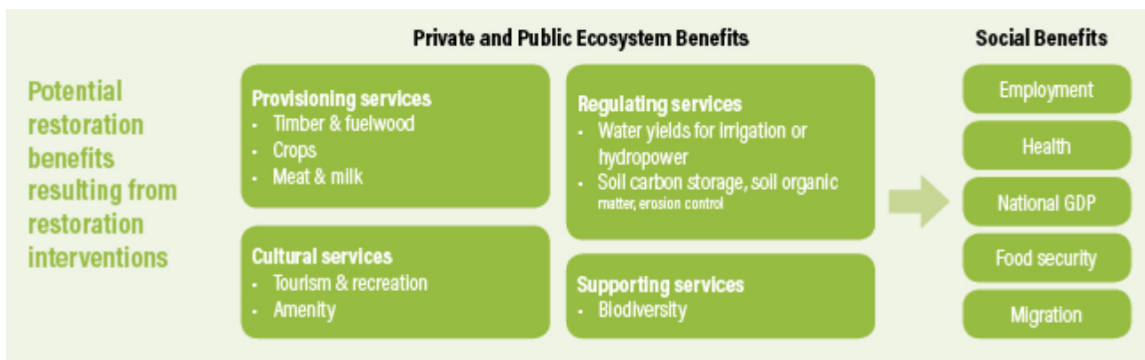 Private and Public Ecosystem Benefits
Social Benefits
Potential
restoration
benefits
resulting from
restoration
interventions
Provisioning services
• Timber & fuelwood
• Crops
• Meat & milk
Cultural services
• Tourism & recreation
• Amenity
Regulating services
• Water yields for irrigation or
hydropower
• Soil carbon storage, soil organic
matter, erosion control
Supporting services
• Biodiversity
Employment
Health
National GDP
Food security
Migration